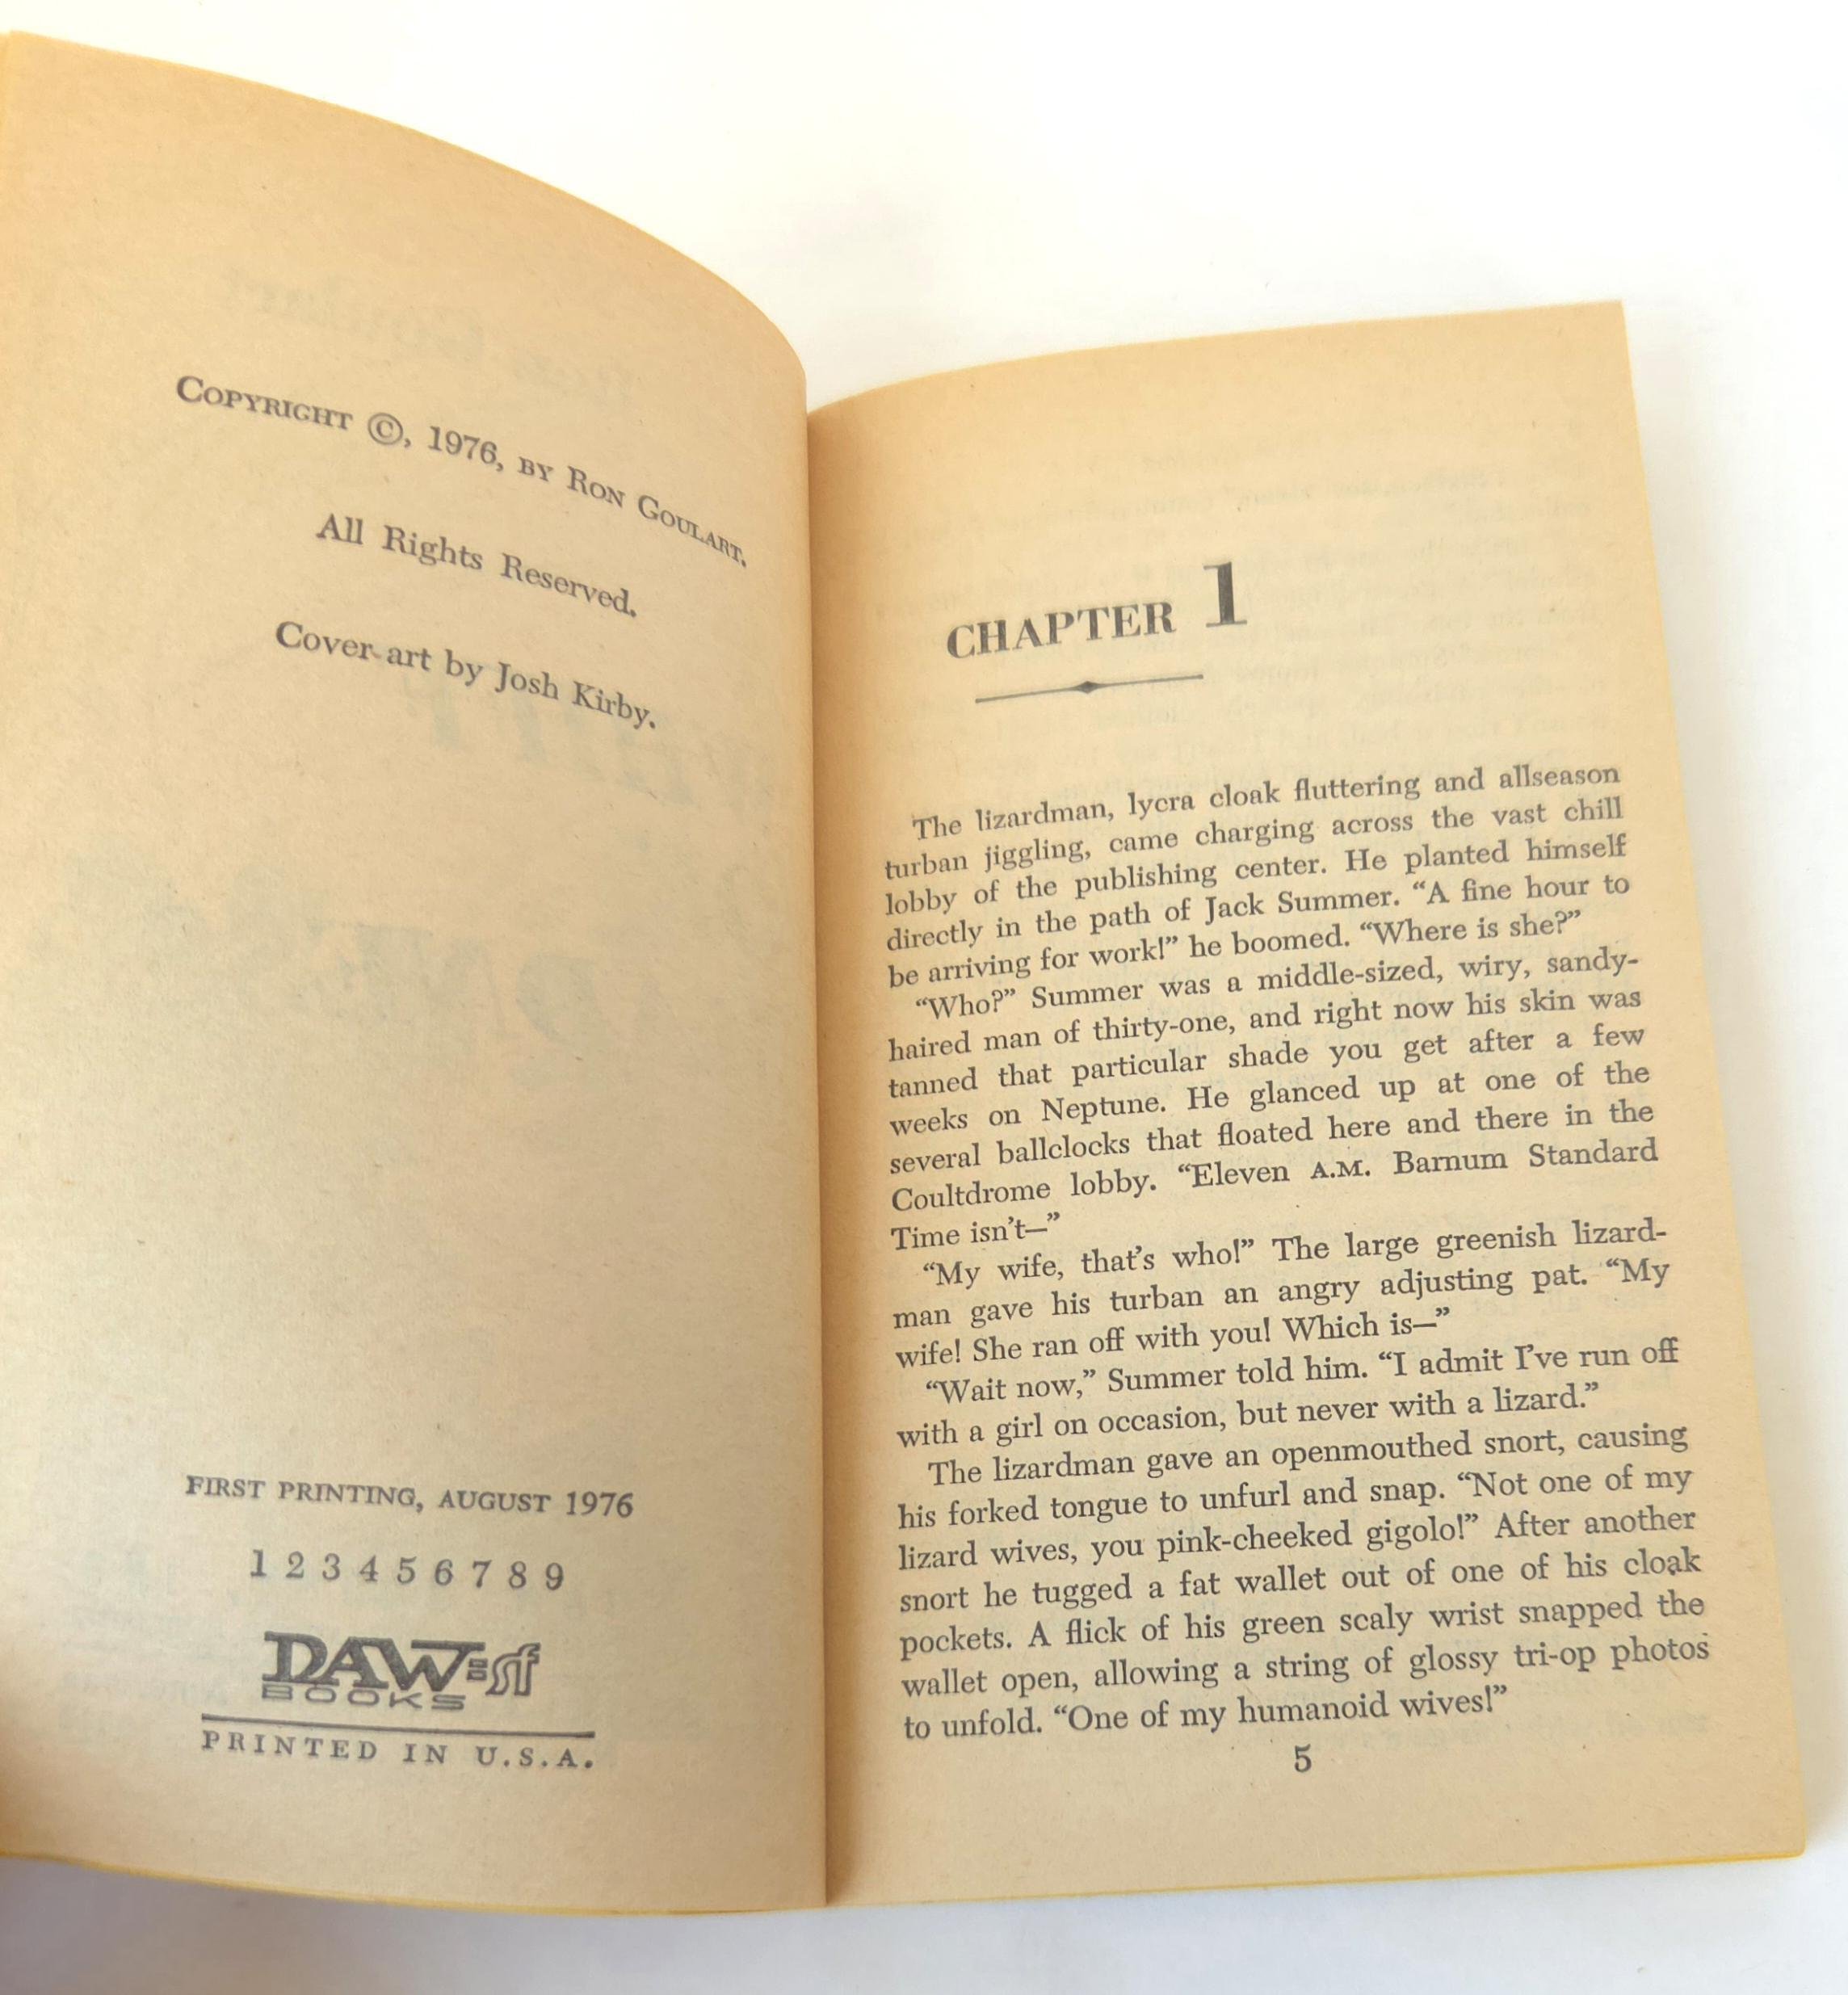 COPYRIGHT ©, 1976, BY RON GOULART.
All Rights Reserved.
Cover art by Josh Kirby.
FIRST PRINTING, AUGUST 1976
1 2 3 4 5 6 7 8 9
DAW=sf
BOOKS
PRINTED IN U.S.A.
CHAPTER 1
The lizardman, lycra cloak fluttering and allseason
turban jiggling, came charging across the vast chill
lobby of the publishing center. He planted himself
directly in the path of Jack Summer. “A fine hour to
be arriving for work!” he boomed. “Where is she?”
“Who?” Summer was a middle-sized, wiry, sandy-
haired man of thirty-one, and right now his skin was
tanned that particular shade you get after a few
weeks on Neptune. He glanced up at one of the
several ballclocks that floated here and there in the
Coultdrome lobby. “Eleven A.M. Barnum Standard
Time isn’t—”
“My wife, that’s who!” The large greenish lizard-
man gave his turban an angry adjusting pat. “My
wife! She ran off with you! Which is—”
“Wait now,” Summer told him. “I admit I’ve run off
with a girl on occasion, but never with a lizard.”
The lizardman gave an openmouthed snort, causing
his forked tongue to unfurl and snap. “Not one of my
lizard wives, you pink-cheeked gigolo!” After another
snort he tugged a fat wallet out of one of his cloak
pockets. A flick of his green scaly wrist snapped the
wallet open, allowing a string of glossy tri-op photos
to unfold. “One of my humanoid wives!”
5